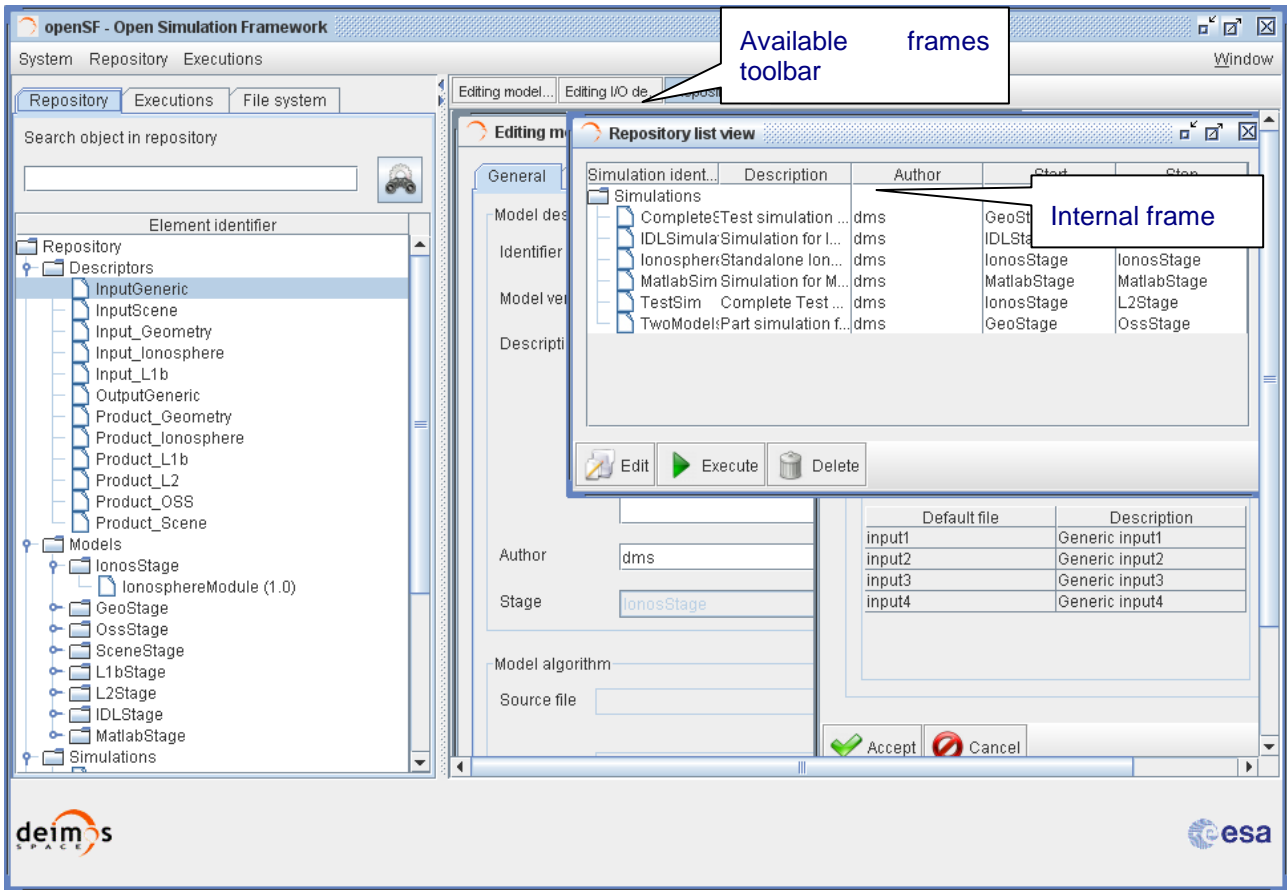 openSF - Open Simulation Framework
Available frames
toolbar
System Repository Executions
Window
Repository Executions File system
Editing model... Editing I/O de...
Search object in repository
Element identifier
Repository
Descriptors
InputGeneric
InputScene
Input_Geometry
Input_Ionosphere
Input_L1b
OutputGeneric
Product_Geometry
Product_Ionosphere
Product_L1b
Product_L2
Product_OSS
Product_Scene
Models
IonosStage
IonosphereModule (1.0)
GeoStage
OssStage
SceneStage
L1bStage
L2Stage
IDLStage
MatlabStage
Simulations
Editing m
General
Model des
Identifier
Model ver
Descripti
Author
dms
Stage
IonosStage
Model algorithm
Source file
Repository list view
Simulation ident... Description Author Start Stop
Simulations
CompleteS Test simulation ... dms GeoSt
IDLSimula Simulation for I... dms IDLSta
Ionospher Standalone Ion... dms IonosStage IonosStage
MatlabSim Simulation for M... dms MatlabStage MatlabStage
TestSim Complete Test ... dms IonosStage L2Stage
TwoModels Part simulation f... dms GeoStage OssStage
Internal frame
Edit Execute Delete
Default file Description
input1 Generic input1
input2 Generic input2
input3 Generic input3
input4 Generic input4
Accept Cancel
deimos
SPACE
esa